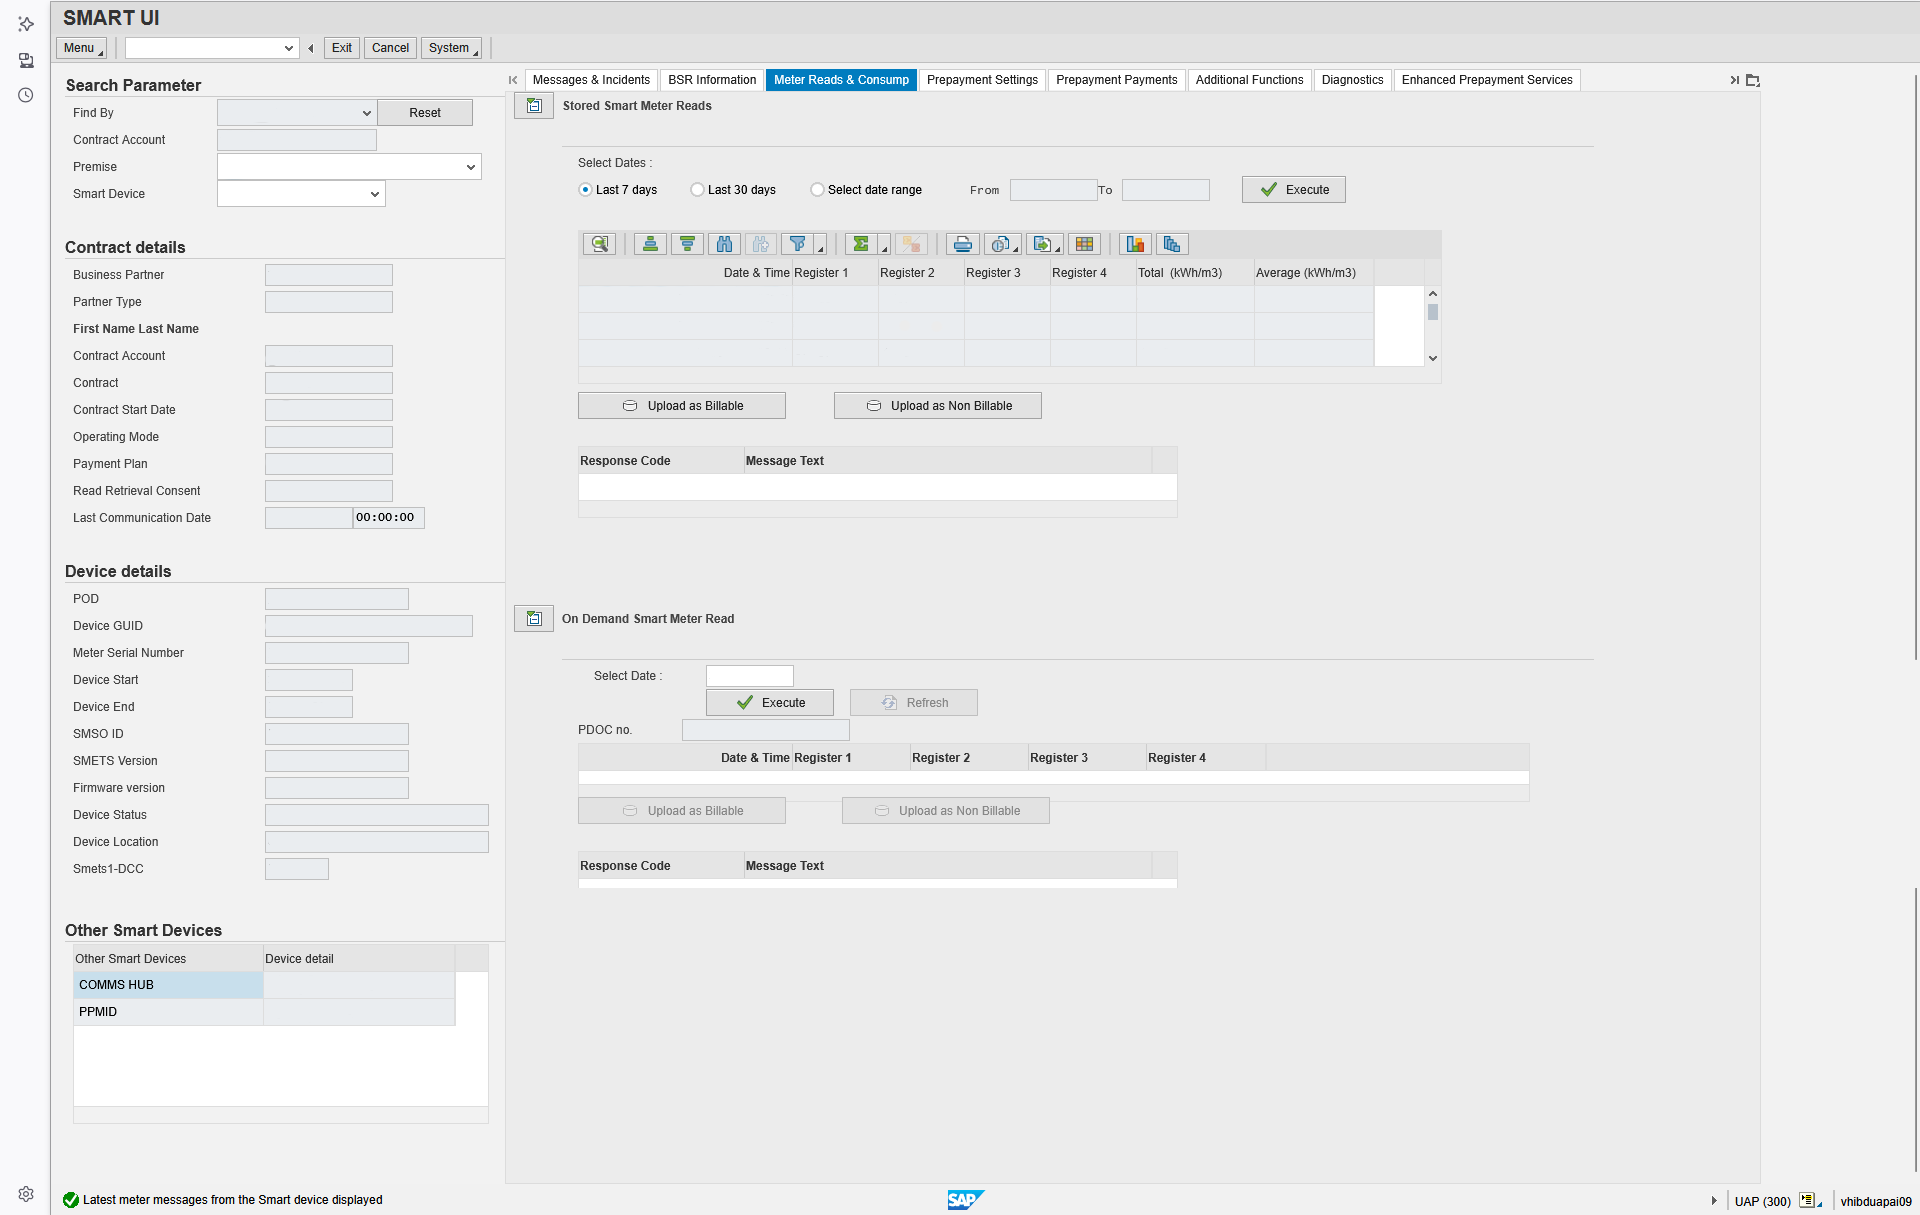 SMART UI
Menu
Exit
Cancel
System
Search Parameter
Find By
Reset
Contract Account
Premise
Smart Device
Contract details
Business Partner
Partner Type
First Name Last Name
Contract Account
Contract
Contract Start Date
Operating Mode
Payment Plan
Read Retrieval Consent
Last Communication Date 00:00:00
Device details
POD
Device GUID
Meter Serial Number
Device Start
Device End
SMSO ID
SMETS Version
Firmware version
Device Status
Device Location
Smets1-DCC
Other Smart Devices
Other Smart Devices Device detail
COMMS HUB
PPMID
Messages & Incidents BSR Information Meter Reads & Consump Prepayment Settings Prepayment Payments Additional Functions Diagnostics Enhanced Prepayment Services
Stored Smart Meter Reads
Select Dates :
Last 7 days Last 30 days Select date range From To Execute
Date & Time Register 1 Register 2 Register 3 Register 4 Total (kWh/m3) Average (kWh/m3)
Upload as Billable Upload as Non Billable
Response Code Message Text
On Demand Smart Meter Read
Select Date :
Execute Refresh
PDOC no.
Date & Time Register 1 Register 2 Register 3 Register 4
Upload as Billable Upload as Non Billable
Response Code Message Text
Latest meter messages from the Smart device displayed
SAP
UAP (300)
vhibduapai09